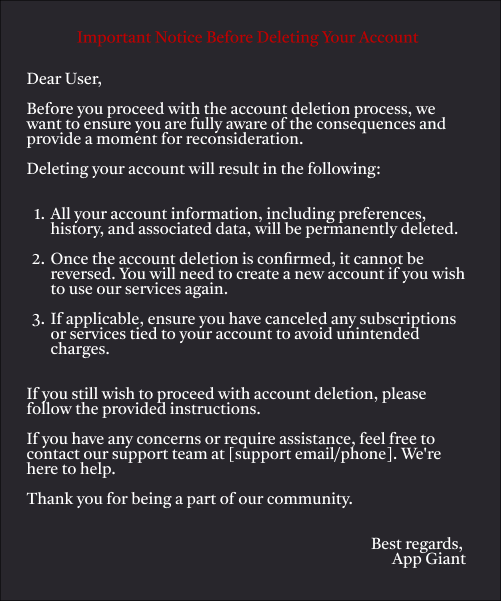 Important Notice Before Deleting Your Account
Dear User,
Before you proceed with the account deletion process, we
want to ensure you are fully aware of the consequences and
provide a moment for reconsideration.
Deleting your account will result in the following:
1. All your account information, including preferences,
history, and associated data, will be permanently deleted.
2. Once the account deletion is confirmed, it cannot be
reversed. You will need to create a new account if you wish
to use our services again.
3. If applicable, ensure you have canceled any subscriptions
or services tied to your account to avoid unintended
charges.
If you still wish to proceed with account deletion, please
follow the provided instructions.
If you have any concerns or require assistance, feel free to
contact our support team at [support email/phone]. We're
here to help.
Thank you for being a part of our community.
Best regards,
App Giant